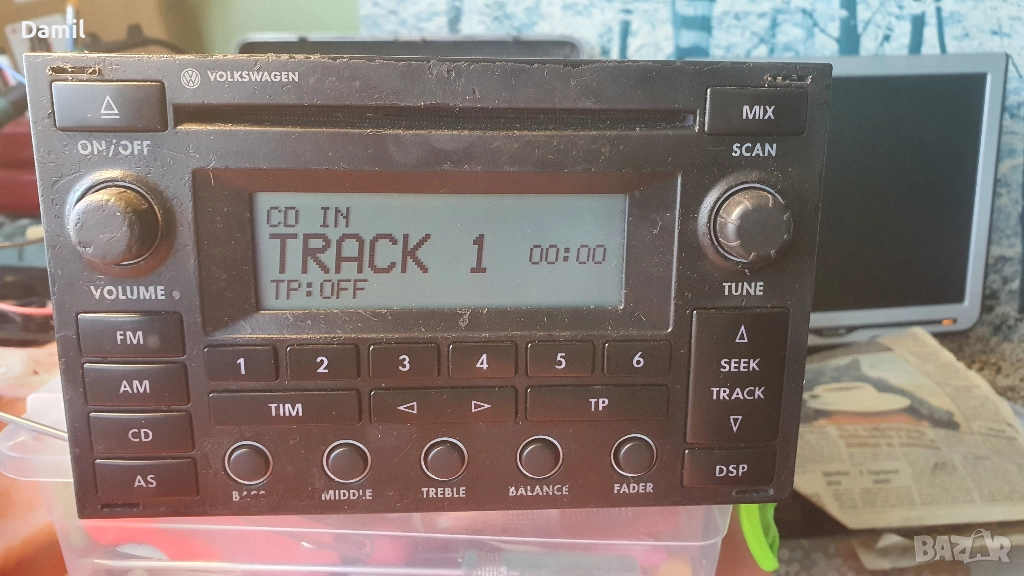 Damil
VOLKSWAGEN
ON/OFF
MIX
SCAN
CD IN
TRACK 1 00:00
TP:OFF
VOLUME
TUNE
FM
AM
CD
AS
1 2 3 4 5 6
TIM
TP
SEEK
TRACK
DSP
BASS MIDDLE TREBLE BALANCE FADER
BAZAR